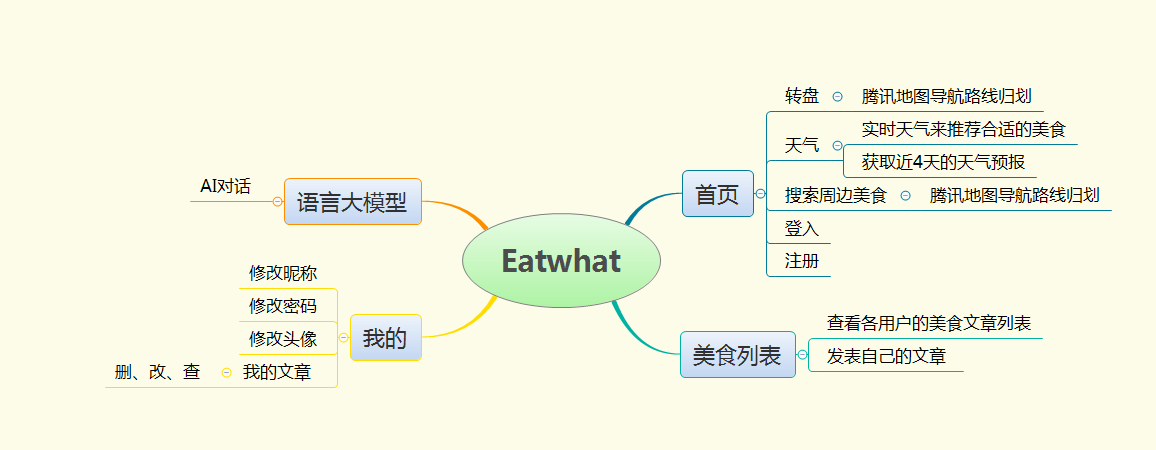 Eatwhat
首页
转盘
腾讯地图导航路线归划
天气
实时天气来推荐合适的美食
获取近4天的天气预报
搜索周边美食
腾讯地图导航路线归划
登入
注册
美食列表
查看各用户的美食文章列表
发表自己的文章
语言大模型
AI对话
我的
修改昵称
修改密码
修改头像
我的文章
删、改、查